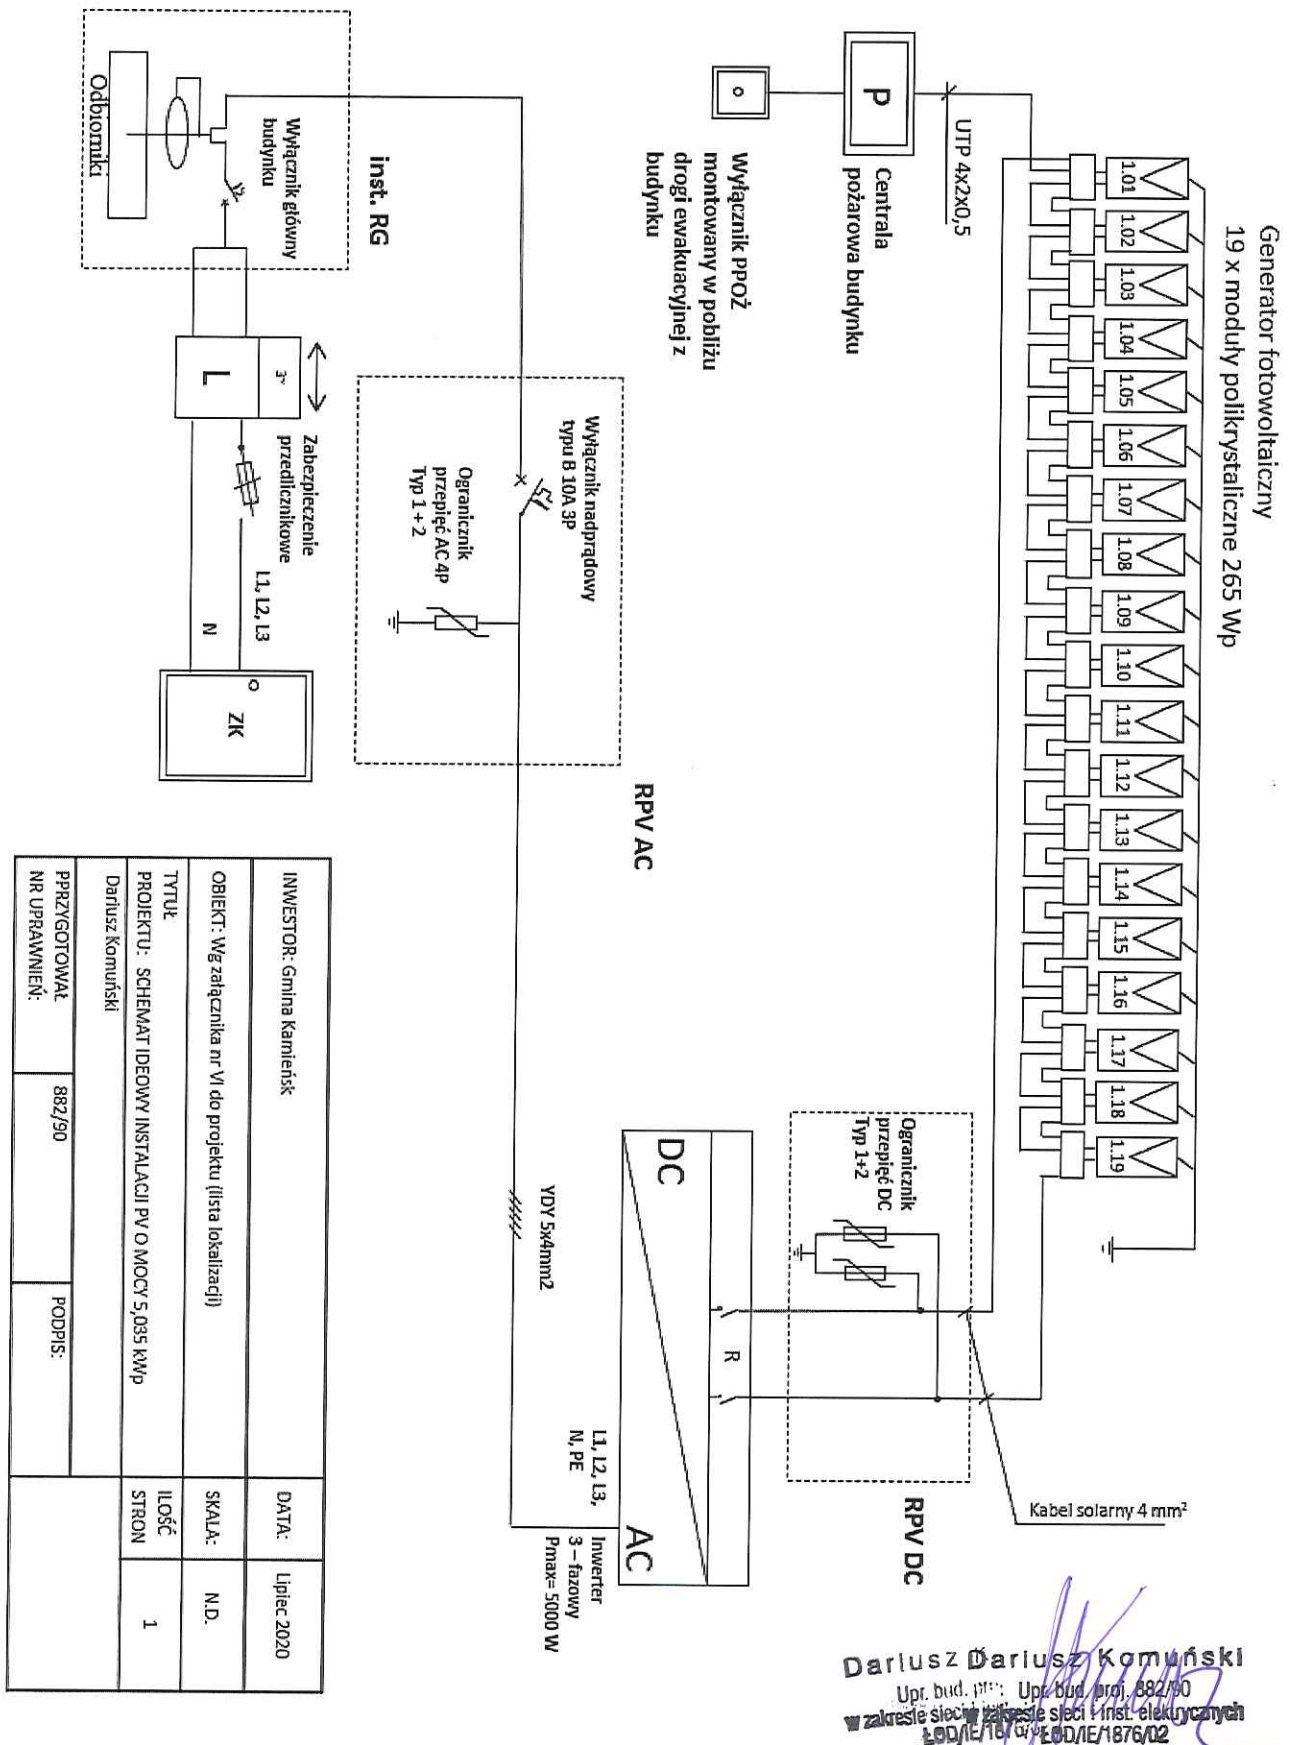 Generator fotowoltaiczny
19 x moduły polikrystaliczne 265 Wp
1.01
1.02
1.03
1.04
1.05
1.06
1.07
1.08
1.09
1.10
1.11
1.12
1.13
1.14
1.15
1.16
1.17
1.18
1.19
UTP 4x2x0,5
P
Centrala
pożarowa budynku
Wyłącznik PPOŻ
montowany w pobliżu
drogi ewakuacyjnej z
budynku
Kabel solarny 4 mm²
RPV DC
Ogranicznik
przepięć DC
Typ 1+2
R
DC
AC
Inwerter
3 – fazowy
Pmax= 5000 W
L1, L2, L3,
N, PE
YDY 5x4mm2
RPV AC
Wyłącznik nadprądowy
typu B 10A 3P
Ogranicznik
przepięć AC 4P
Typ 1 + 2
inst. RG
Wyłącznik główny
budynku
Odbiorniki
3~
L
Zabezpieczenie
przedlicznikowe
L1, L2, L3
N
ZK
INWESTOR: Gmina Kamieńsk
DATA:
Lipiec 2020
OBIEKT: Wg załącznika nr VI do projektu (lista lokalizacji)
SKALA:
N.D.
TYTUŁ
PROJEKTU: SCHEMAT IDEOWY INSTALACJI PV O MOCY 5,035 kWp
ILOŚĆ
STRON
1
Dariusz Komuński
PPRZYGOTOWAŁ
NR UPRAWNIEŃ:
882/90
PODPIS:
Dariusz Dariusz Komuński
Upr. bud. Upr. bud. proj. 882/90
w zakresie sieci w zakresie sieci i inst. elektrycznych
ŁOD/IE/1876/02